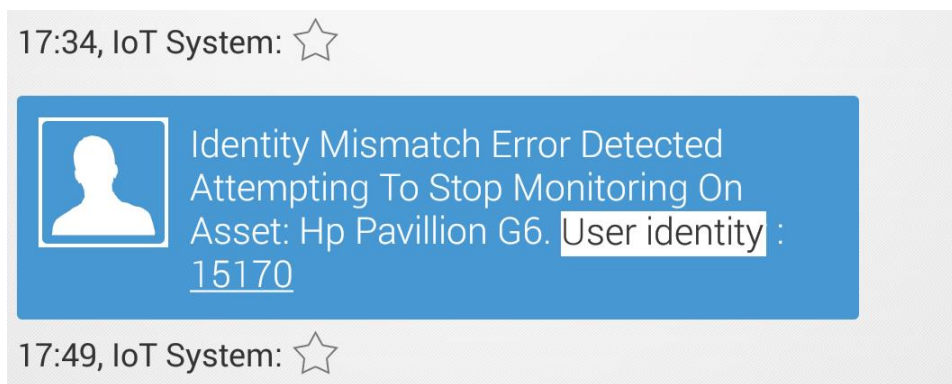 17:34, IoT System:
Identity Mismatch Error Detected
Attempting To Stop Monitoring On
Asset: Hp Pavillion G6. User identity :
15170
17:49, IoT System: